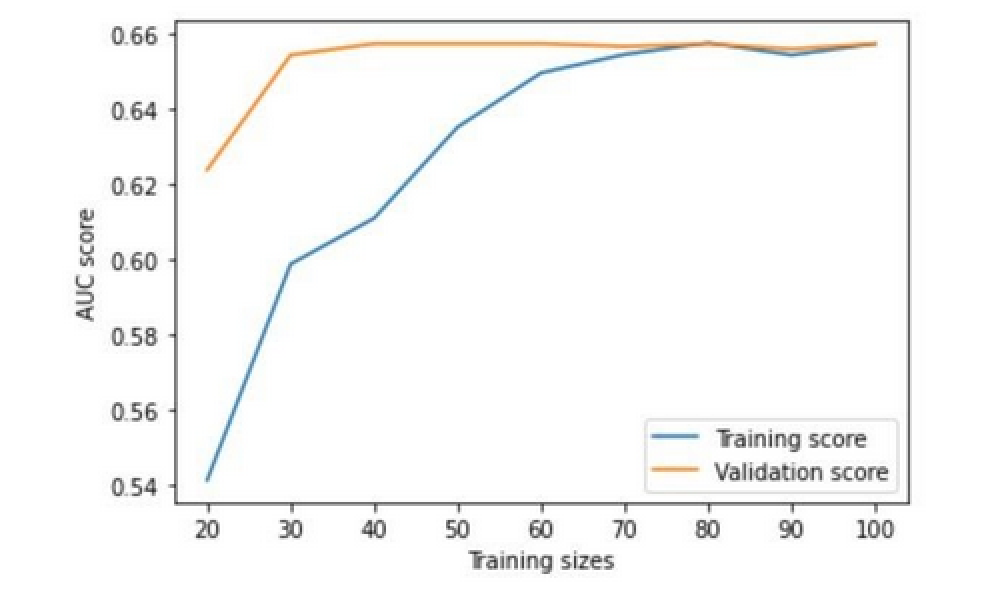 0.66
0.64
0.62
0.60
0.58
0.56
0.54
AUC score
20 30 40 50 60 70 80 90 100
Training sizes
Training score
Validation score